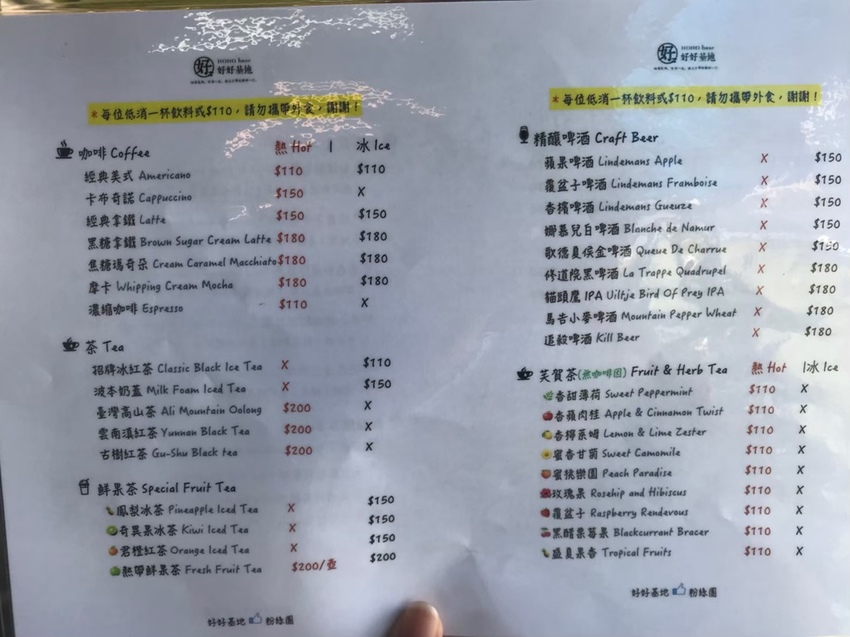 好 HOHO base
好好基地
*每位低消一杯飲料或$110,請勿攜帶外食,謝謝!
咖啡 Coffee 熱 Hot | 冰 Ice
經典美式 Americano $110 $110
卡布奇諾 Cappuccino $150 X
經典拿鐵 Latte $150 $150
黑糖拿鐵 Brown Sugar Cream Latte $180 $180
焦糖瑪奇朵 Cream Caramel Macchiato $180 $180
摩卡 Whipping Cream Mocha $180 $180
濃縮咖啡 Espresso $110 X
茶 Tea
招牌冰紅茶 Classic Black Ice Tea X $110
波本奶蓋 Milk Foam Iced Tea X $150
臺灣高山茶 Ali Mountain Oolong $200 X
雲南滇紅茶 Yunnan Black Tea $200 X
古樹紅茶 Gu-Shu Black tea $200 X
鮮果茶 Special Fruit Tea
鳳梨冰茶 Pineapple Iced Tea X $150
奇異果冰茶 Kiwi Iced Tea X $150
君橙紅茶 Orange Iced Tea X $150
熱帶鮮果茶 Fresh Fruit Tea $200/壺 $200
好好基地 粉絲團
好 HOHO base
好好基地
*每位低消一杯飲料或$110,請勿攜帶外食,謝謝!
精釀啤酒 Craft Beer
蘋果啤酒 Lindemans Apple X $150
覆盆子啤酒 Lindemans Framboise X $150
香檳啤酒 Lindemans Gueuze X $150
姆慕兒白啤酒 Blanche de Namur X $150
歌德夏侯金啤酒 Queue De Charrue X $150
修道院黑啤酒 La Trappe Quadrupel X $180
貓頭鷹 IPA Uiltje Bird Of Prey IPA X $180
馬告小麥啤酒 Mountain Pepper Wheat X $180
追殺啤酒 Kill Beer X $180
芙賀茶(無咖啡因) Fruit & Herb Tea 熱 Hot |冰 Ice
香甜薄荷 Sweet Peppermint $110 X
香蘋肉桂 Apple & Cinnamon Twist $110 X
香檸萊姆 Lemon & Lime Zester $110 X
蜜香甘菊 Sweet Camomile $110 X
蜜桃樂園 Peach Paradise $110 X
玫瑰果 Rosehip and Hibiscus $110 X
覆盆子 Raspberry Rendevous $110 X
黑醋栗莓果 Blackcurrant Bracer $110 X
盛夏果香 Tropical Fruits $110 X
好好基地 粉絲團